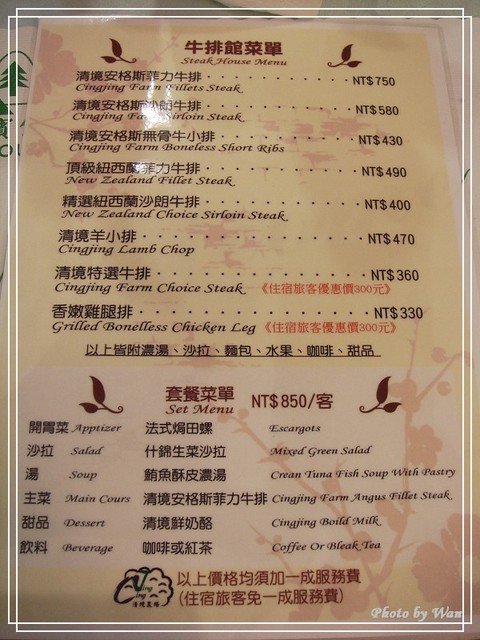 牛排館菜單
Steak House Menu
清境安格斯菲力牛排 · · · · · · · · · · · · NT$750
Cingjing Farm Fillets Steak
清境安格斯沙朗牛排 · · · · · · · · · · · · NT$580
Cingjing Farm Sirloin Steak
清境安格斯無骨牛小排 · · · · · · · · · · · NT$430
Cingjing Farm Boneless Short Ribs
頂級紐西蘭菲力牛排 · · · · · · · · · · · · NT$490
New Zealand Fillet Steak
精選紐西蘭沙朗牛排 · · · · · · · · · · · · NT$400
New Zealand Choice Sirloin Steak
清境羊小排 · · · · · · · · · · · · · · · · NT$470
Cingjing Lamb Chop
清境特選牛排 · · · · · · · · · · · · · · · NT$360
Cingjing Farm Choice Steak 《住宿旅客優惠價300元》
香嫩雞腿排 · · · · · · · · · · · · · · · · NT$330
Grilled Bonelless Chicken Leg 《住宿旅客優惠價300元》
以上皆附濃湯、沙拉、麵包、水果、咖啡、甜品
套餐菜單 NT$850/客
Set Menu
開胃菜 Apptizer 法式焗田螺 Escargots
沙拉 Salad 什錦生菜沙拉 Mixed Green Salad
湯 Soup 鮪魚酥皮濃湯 Crean Tuna Fish Soup With Pastry
主菜 Main Cours 清境安格斯菲力牛排 Cingjing Farm Angus Fillet Steak
甜品 Dessert 清境鮮奶酪 Cingjing Boild Milk
飲料 Beverage 咖啡或紅茶 Coffee Or Bleak Tea
以上價格均須加一成服務費
(住宿旅客免一成服務費)
清境農場
Photo by Wan